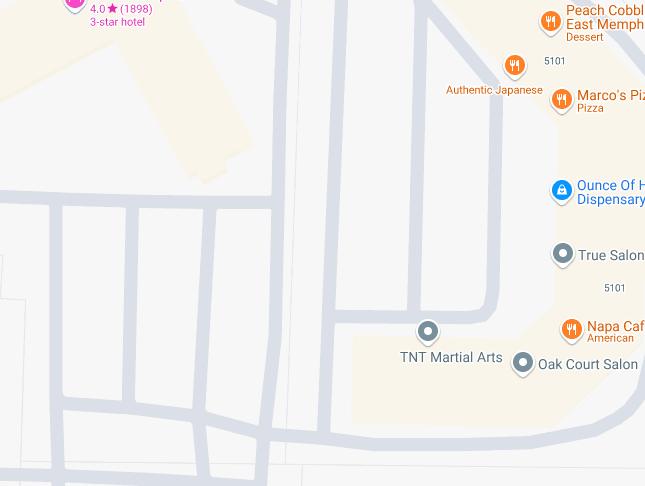 4.0★ (1898)
3-star hotel
Peach Cobbl
East Memph
Dessert
5101
Authentic Japanese
Marco's Piz
Pizza
Ounce Of H
Dispensary
True Salon
5101
Napa Caf
American
TNT Martial Arts
Oak Court Salon